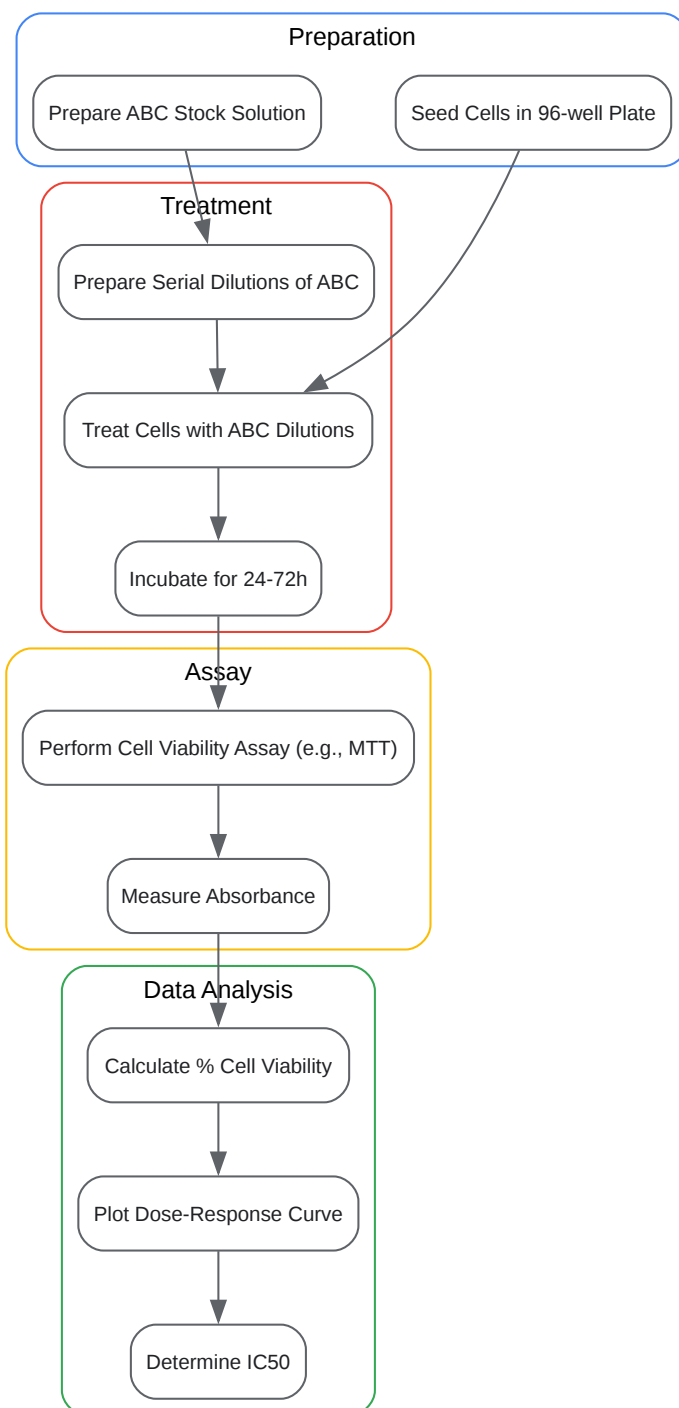 Preparation
Prepare ABC Stock Solution
Seed Cells in 96-well Plate
Treatment
Prepare Serial Dilutions of ABC
Treat Cells with ABC Dilutions
Incubate for 24-72h
Assay
Perform Cell Viability Assay (e.g., MTT)
Measure Absorbance
Data Analysis
Calculate % Cell Viability
Plot Dose-Response Curve
Determine IC50